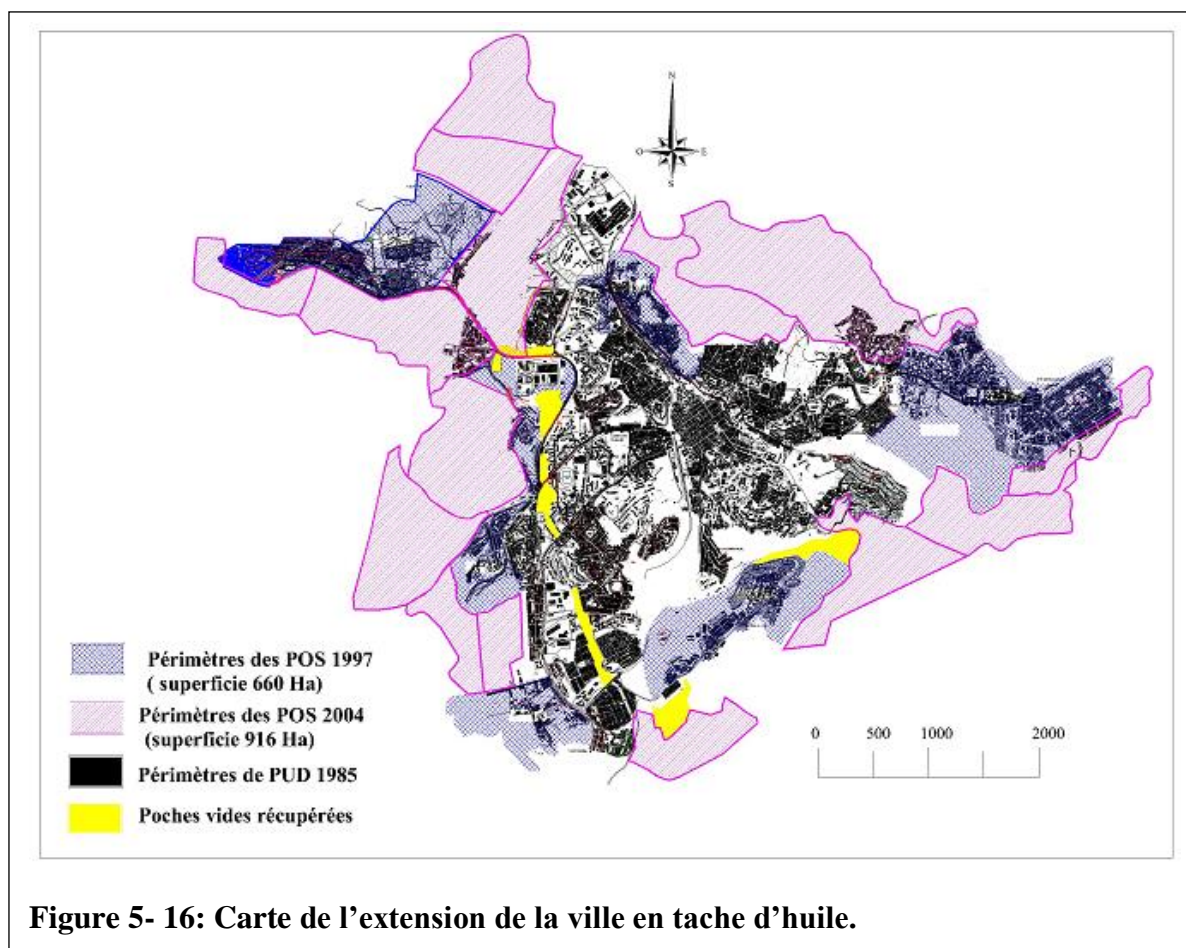 N
O E
S
Périmètres des POS 1997
( superficie 660 Ha)
Périmètres des POS 2004
(superficie 916 Ha)
Périmètres de PUD 1985
Poches vides récupérées
0 500 1000 2000
Figure 5- 16: Carte de l’extension de la ville en tache d’huile.